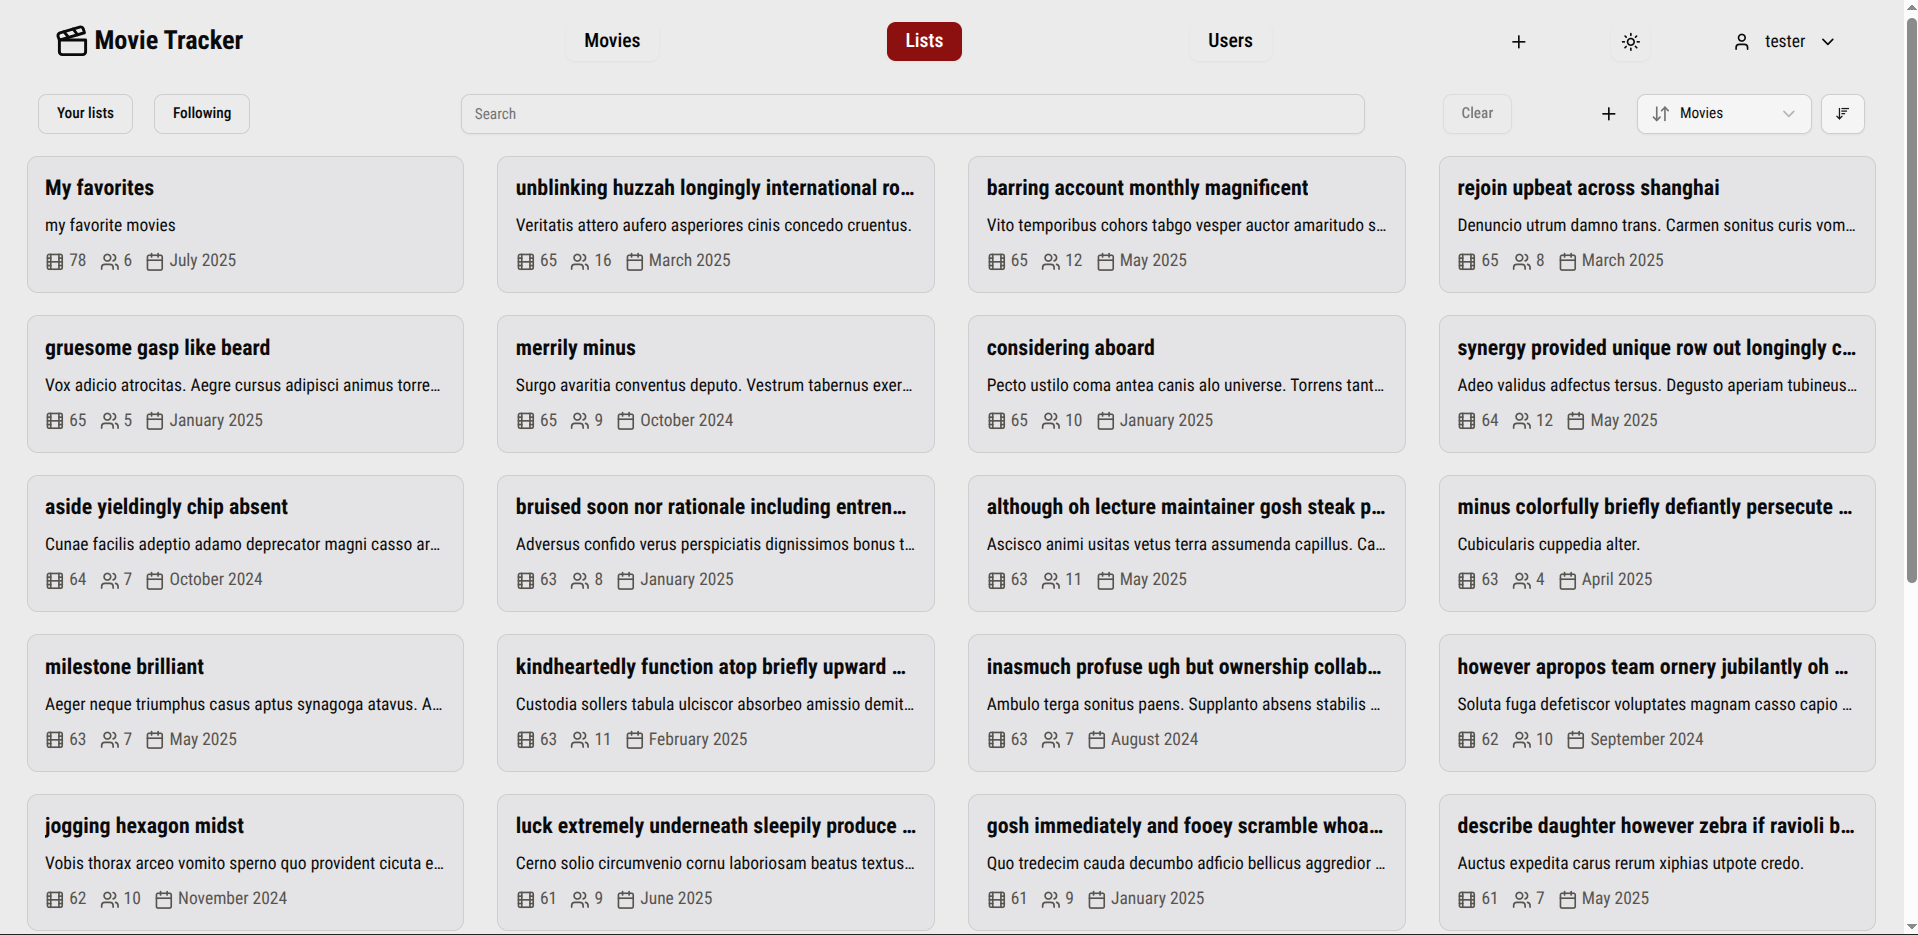 Movie Tracker
Movies
Lists
Users
tester
Your lists
Following
Search
Clear
Movies
My favorites
my favorite movies
78 6 July 2025
unblinking huzzah longingly international ro...
Veritatis attero aufero asperiores cinis concedo cruentus.
65 16 March 2025
barring account monthly magnificent
Vito temporibus cohors tabgo vesper auctor amaritudo s...
65 12 May 2025
rejoin upbeat across shanghai
Denuncio utrum damno trans. Carmen sonitus curis vom...
65 8 March 2025
gruesome gasp like beard
Vox adicio atrocitas. Aegre cursus adipisci animus torre...
65 5 January 2025
merrily minus
Surgo avaritia conventus deputo. Vestrum tabernus exer...
65 9 October 2024
considering aboard
Pecto ustilo coma antea canis alo universe. Torrens tant...
65 10 January 2025
synergy provided unique row out longingly c...
Adeo validus adfectus tersus. Degusto aperiam tubineus...
64 12 May 2025
aside yieldingly chip absent
Cunae facilis adeptio adamo deprecator magni casso ar...
64 7 October 2024
bruised soon nor rationale including entren...
Adversus confido verus perspiciatis dignissimos bonus t...
63 8 January 2025
although oh lecture maintainer gosh steak p...
Ascisco animi usitas vetus terra assumenda capillus. Ca...
63 11 May 2025
minus colorfully briefly defiantly persecute ...
Cubicularis cuppedia alter.
63 4 April 2025
milestone brilliant
Aeger neque triumphus casus aptus synagoga atavus. A...
63 7 May 2025
kindheartedly function atop briefly upward ...
Custodia sollers tabula ulciscor absorbeo amissio demit...
63 11 February 2025
inasmuch profuse ugh but ownership collab...
Ambulo terga sonitus paens. Supplanto absens stabilis ...
63 7 August 2024
however apropos team ornery jubilantly oh ...
Soluta fuga defetiscor voluptates magnam casso capio ...
62 10 September 2024
jogging hexagon midst
Vobis thorax arceo vomito sperno quo provident cicuta e...
62 10 November 2024
luck extremely underneath sleepily produce ...
Cerno solio circumvenio cornu laboriosam beatus textus...
61 9 June 2025
gosh immediately and fooey scramble whoa...
Quo tredecim cauda decumbo adficio bellicus aggredior ...
61 9 January 2025
describe daughter however zebra if ravioli b...
Auctus expedita carus rerum xiphias utpote credo.
61 7 May 2025